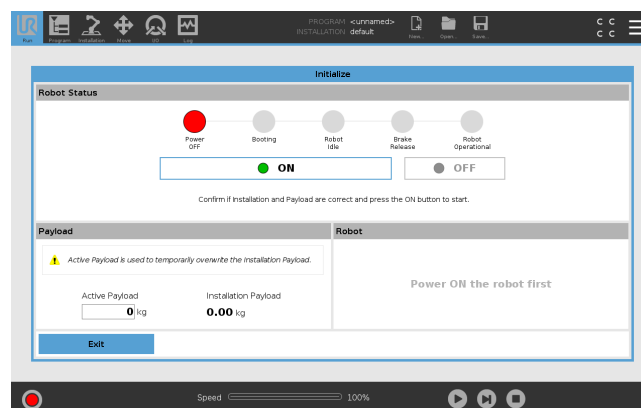 PROGRAM <unnamed>
INSTALLATION default
UR
Run Program Installation Move I/O Log New... Open... Save...
C C
C C
Initialize
Robot Status
Power OFF
Booting
Robot Idle
Brake Release
Robot Operational
ON
OFF
Confirm if Installation and Payload are correct and press the ON button to start.
Payload
Robot
Active Payload is used to temporarily overwrite the Installation Payload.
Active Payload
Installation Payload
0 kg
0.00 kg
Power ON the robot first
Exit
Speed 100%